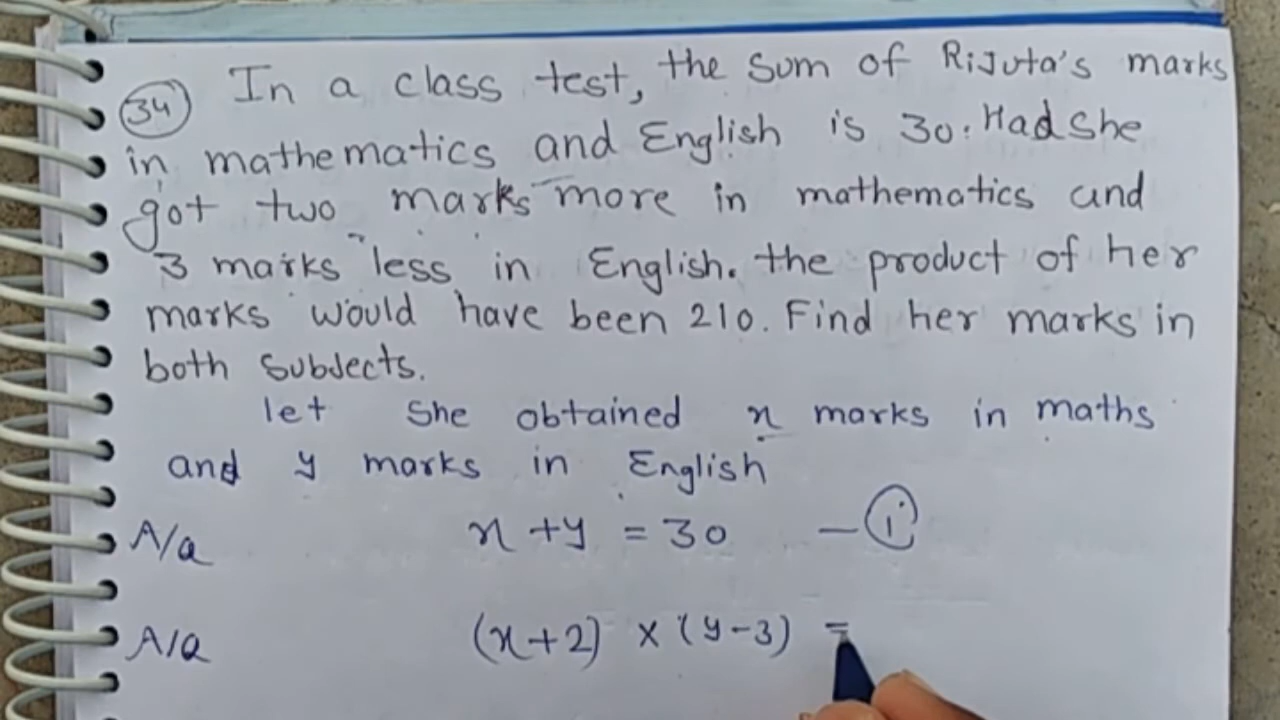 34 In a class test, the sum of Rijuta's marks
in mathematics and English is 30. Had she
got two marks more in mathematics and
3 marks less in English. the product of her
marks would have been 210. Find her marks in
both subjects.
let she obtained x marks in maths
and y marks in English
A/q x + y = 30 — (i)
A/q (x+2) × (y-3) =